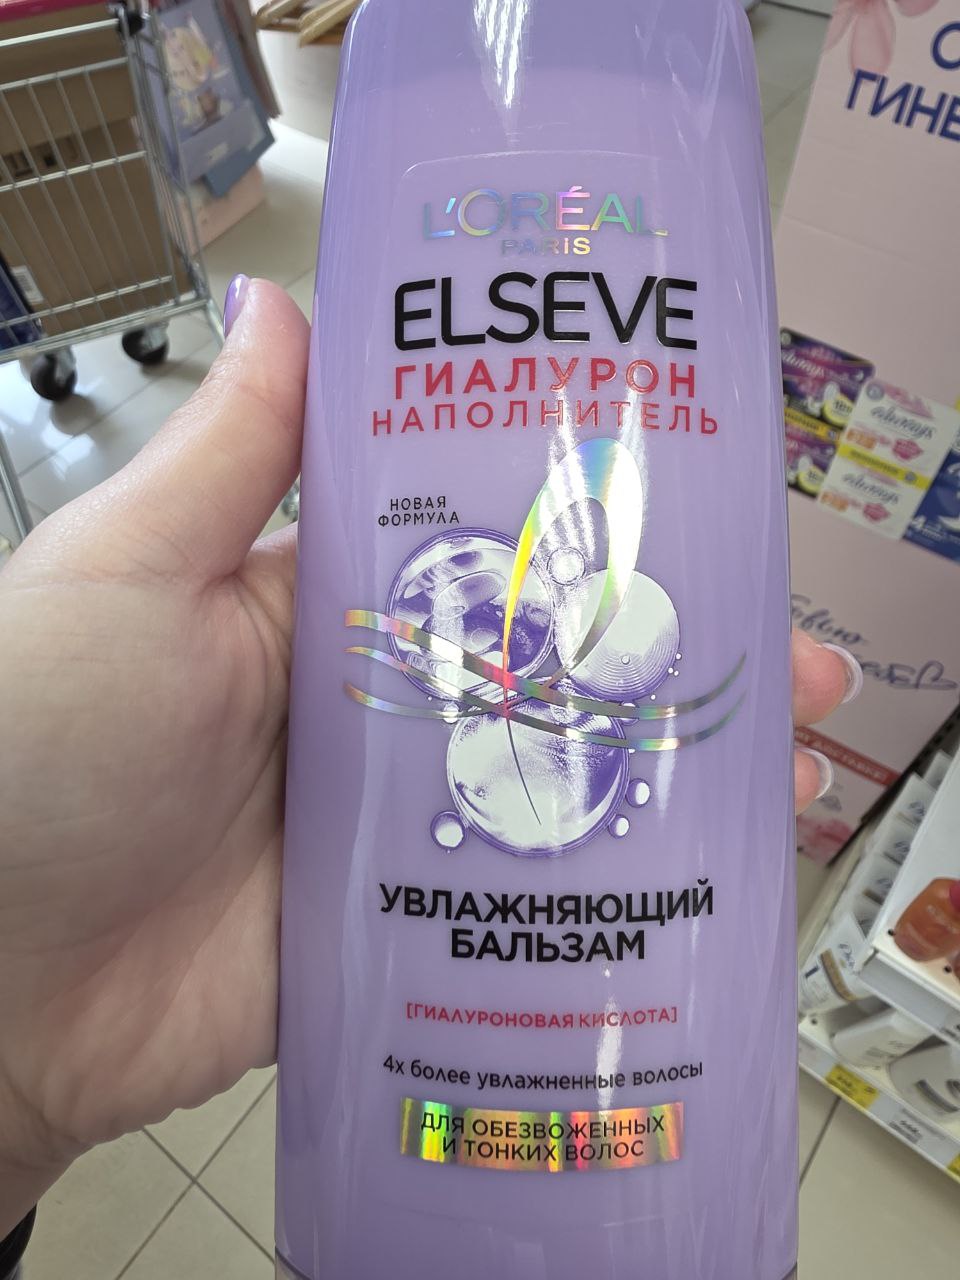 L'ORÉAL
PARIS
ELSEVE
ГИАЛУРОН
НАПОЛНИТЕЛЬ
НОВАЯ
ФОРМУЛА
УВЛАЖНЯЮЩИЙ
БАЛЬЗАМ
[ГИАЛУРОНОВАЯ КИСЛОТА]
4х более увлажненные волосы
ДЛЯ ОБЕЗВОЖЕННЫХ
И ТОНКИХ ВОЛОС
always
always
always